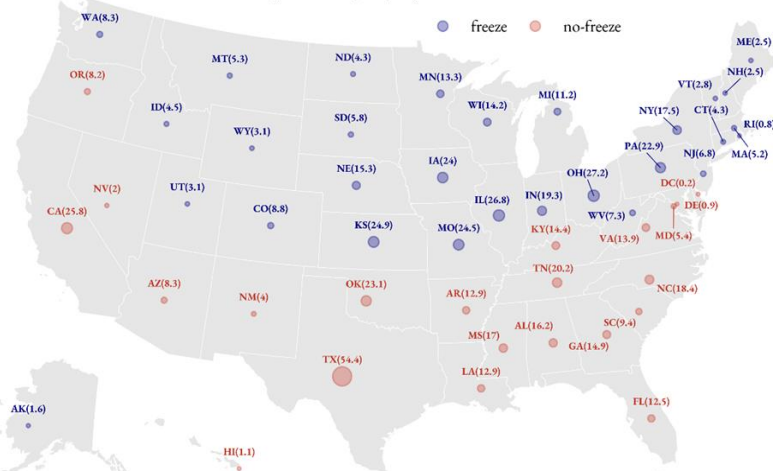 freeze
no-freeze
WA(8.3)
OR(8.2)
MT(5.3)
ND(4.3)
MN(13.3)
ME(2.5)
NH(2.5)
VT(2.8)
CT(4.3)
NY(17.5)
RI(0.8)
MA(5.2)
ID(4.5)
WY(3.1)
SD(5.8)
WI(14.2)
MI(11.2)
PA(22.9)
NJ(6.8)
NV(2)
UT(3.1)
NE(15.3)
IA(24)
OH(27.2)
DC(0.2)
DE(0.9)
CA(25.8)
CO(8.8)
KS(24.9)
MO(24.5)
IL(26.8)
IN(19.3)
WV(7.3)
KY(14.4)
VA(13.9)
MD(5.4)
AZ(8.3)
NM(4)
OK(23.1)
AR(12.9)
TN(20.2)
NC(18.4)
SC(9.4)
MS(17)
AL(16.2)
GA(14.9)
TX(54.4)
LA(12.9)
FL(12.5)
AK(1.6)
HI(1.1)